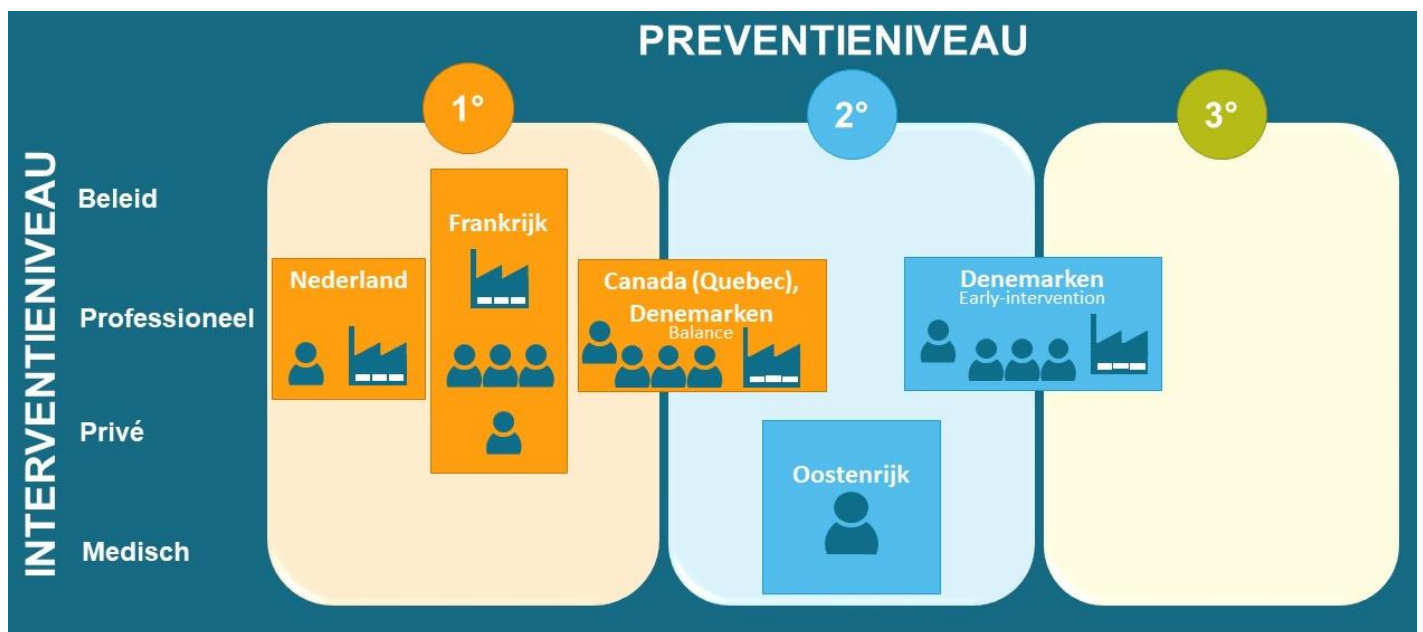 PREVENTIENIVEAU
1°
2°
3°
INTERVENTIENIVEAU
Beleid
Professioneel
Privé
Medisch
Nederland
Frankrijk
Canada (Quebec),
Denemarken
Balance
Denemarken
Early-intervention
Oostenrijk